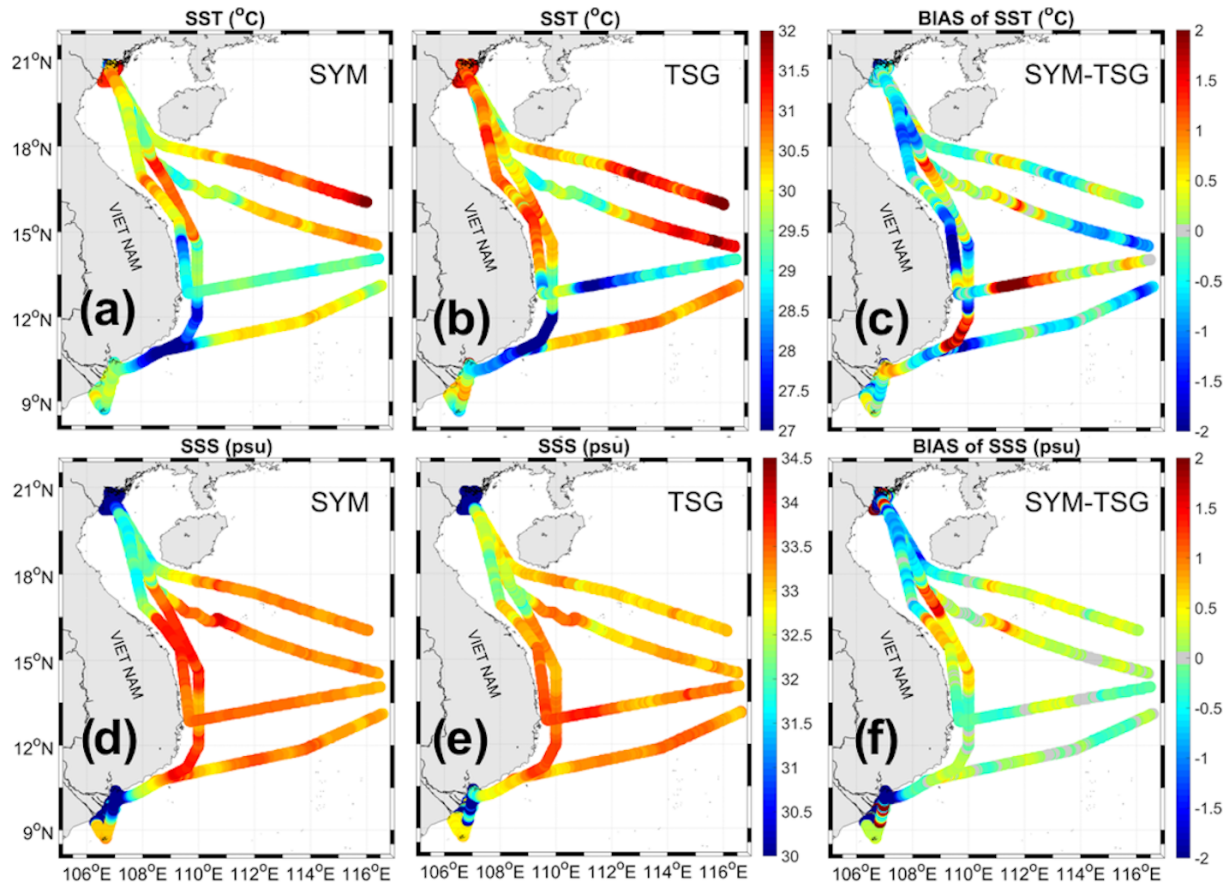 SST (°C) SST (°C) BIAS of SST (°C)
21°N SYM TSG SYM-TSG 32 2
31.5 1.5
18°N 31 1
30.5 0.5
15°N VIET NAM VIET NAM VIET NAM 30 0
29.5
12°N (a) (b) (c) 29 -0.5
28.5 -1
28
9°N 27.5 -1.5
27 -2
SSS (psu) SSS (psu) BIAS of SSS (psu)
21°N SYM TSG SYM-TSG 34.5 2
34 1.5
18°N 33.5 1
33 0.5
15°N VIET NAM VIET NAM VIET NAM 32.5 0
32 -0.5
12°N (d) (e) (f) 31.5 -1
31
9°N 30.5 -1.5
30 -2
106°E 108°E 110°E 112°E 114°E 116°E 106°E 108°E 110°E 112°E 114°E 116°E 106°E 108°E 110°E 112°E 114°E 116°E